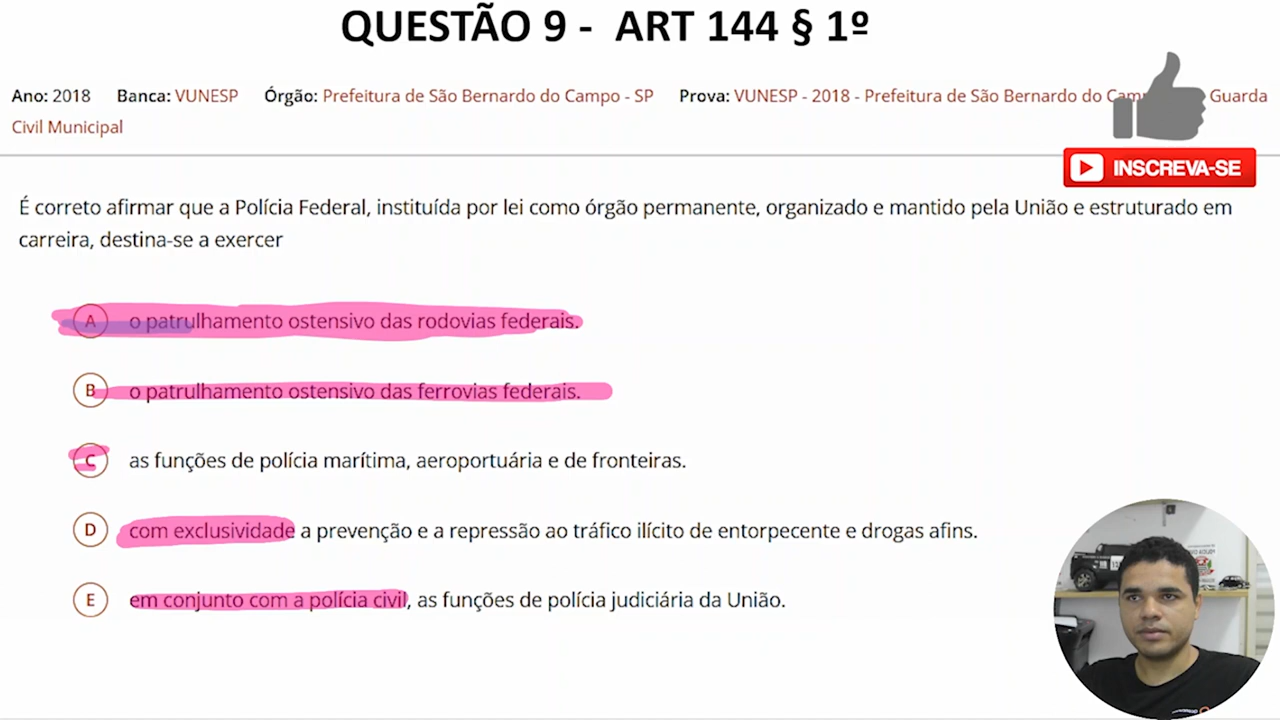 QUESTÃO 9 - ART 144 § 1º
Ano: 2018 Banca: VUNESP Órgão: Prefeitura de São Bernardo do Campo - SP Prova: VUNESP - 2018 - Prefeitura de São Bernardo do Guarda
Civil Municipal
INSCREVA-SE
É correto afirmar que a Polícia Federal, instituída por lei como órgão permanente, organizado e mantido pela União e estruturado em
carreira, destina-se a exercer
A o patrulhamento ostensivo das rodovias federais.
B o patrulhamento ostensivo das ferrovias federais.
C as funções de polícia marítima, aeroportuária e de fronteiras.
D com exclusividade a prevenção e a repressão ao tráfico ilícito de entorpecente e drogas afins.
E em conjunto com a polícia civil, as funções de polícia judiciária da União.